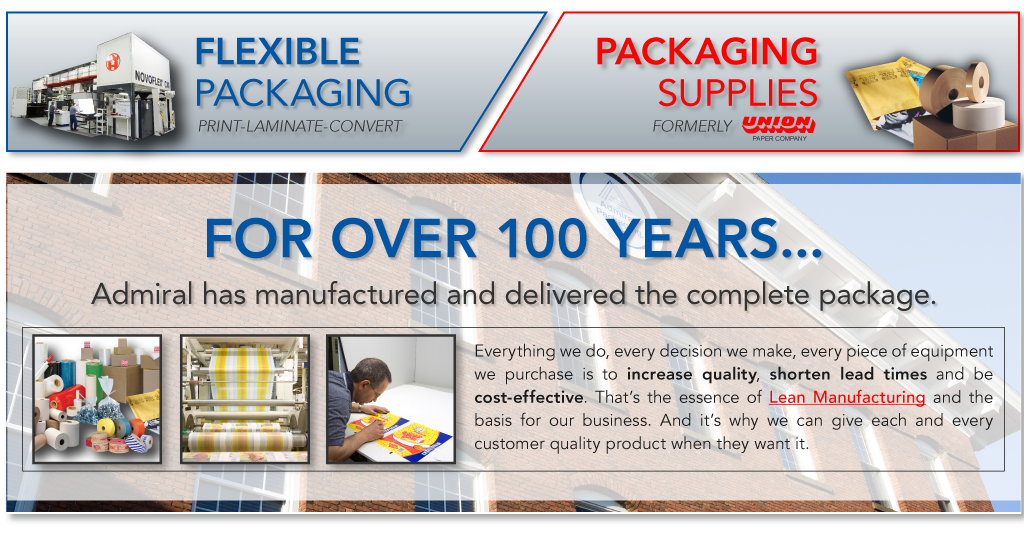 FLEXIBLE
PACKAGING
PRINT-LAMINATE-CONVERT
NOVOFLEX
PACKAGING
SUPPLIES
FORMERLY UNION
PAPER COMPANY
FOR OVER 100 YEARS...
Admiral has manufactured and delivered the complete package.
Everything we do, every decision we make, every piece of equipment
we purchase is to increase quality, shorten lead times and be
cost-effective. That’s the essence of Lean Manufacturing and the
basis for our business. And it’s why we can give each and every
customer quality product when they want it.